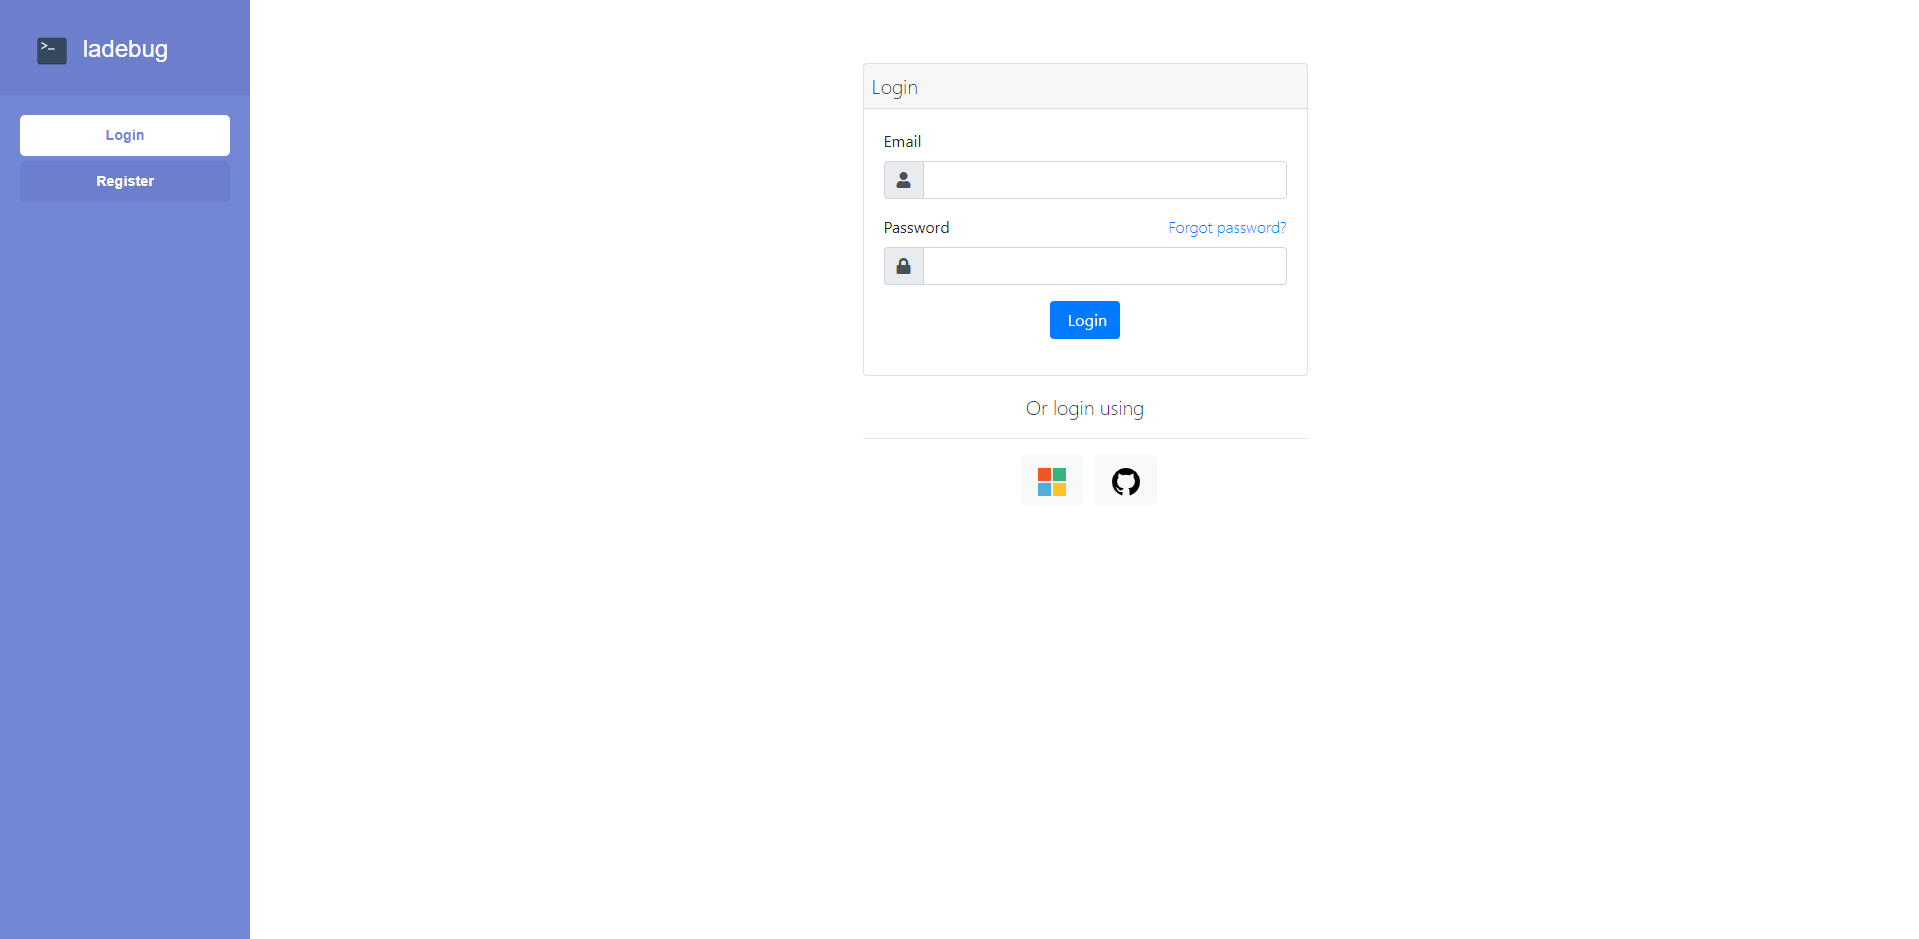 >_ ladebug
Login
Register
Login
Email
Password Forgot password?
Login
Or login using